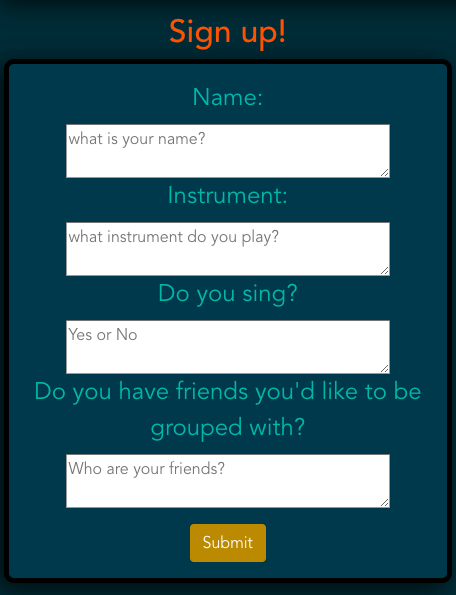 Sign up!
Name:
what is your name?
Instrument:
what instrument do you play?
Do you sing?
Yes or No
Do you have friends you'd like to be
grouped with?
Who are your friends?
Submit